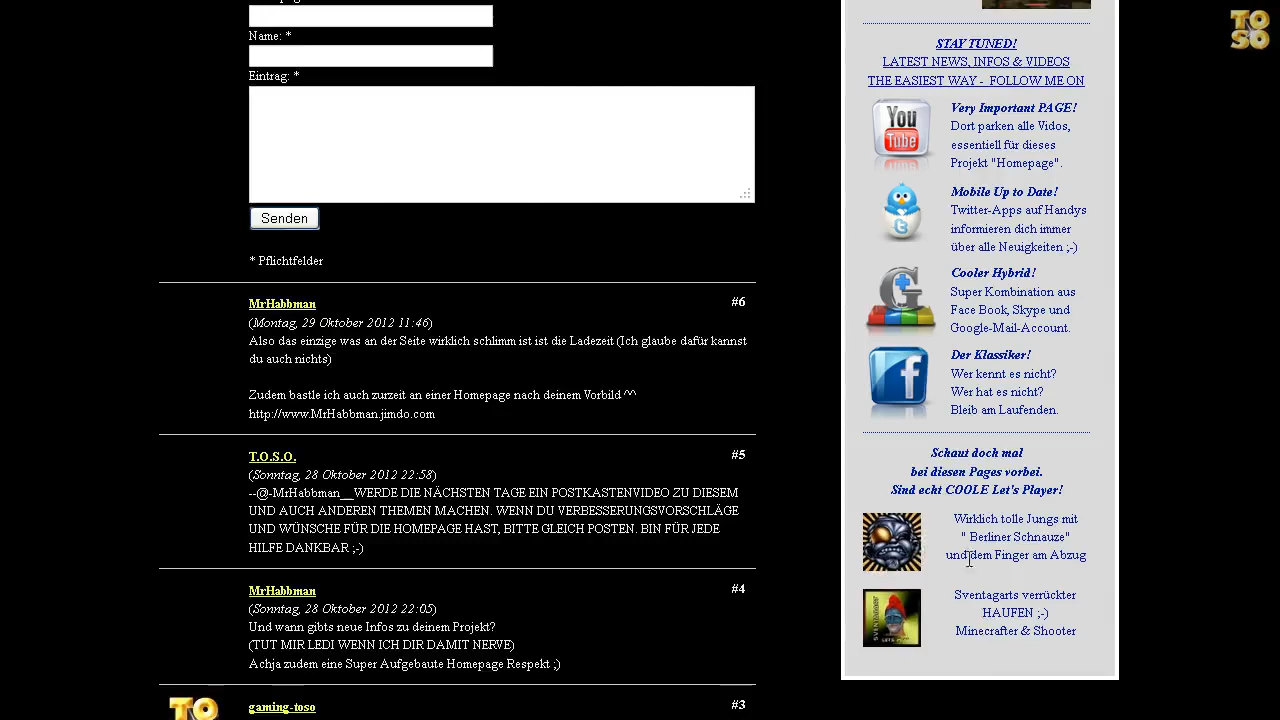 Name: *
Eintrag: *
Senden
* Pflichtfelder
MrHabbman
#6
(Montag, 29 Oktober 2012 11:46)
Also das einzige was an der Seite wirklich schlimm ist ist die Ladezeit (Ich glaube dafür kannst
du auch nichts)
Zudem bastle ich auch zurzeit an einer Homepage nach deinem Vorbild ^^
http://www.MrHabbman.jimdo.com
T.O.S.O.
#5
(Sonntag, 28 Oktober 2012 22:58)
--@-MrHabbman__WERDE DIE NÄCHSTEN TAGE EIN POSTKASTENVIDEO ZU DIESEM
UND AUCH ANDEREN THEMEN MACHEN. WENN DU VERBESSERUNGSVORSCHLÄGE
UND WÜNSCHE FÜR DIE HOMEPAGE HAST, BITTE GLEICH POSTEN. BIN FÜR JEDE
HILFE DANKBAR ;-)
MrHabbman
#4
(Sonntag, 28 Oktober 2012 22:05)
Und wann gibts neue Infos zu deinem Projekt?
(TUT MIR LEDI WENN ICH DIR DAMIT NERVE)
Achja zudem eine Super Aufgebaute Homepage Respekt ;)
TO
gaming-toso
#3
STAY TUNED!
LATEST NEWS, INFOS & VIDEOS
THE EASIEST WAY - FOLLOW ME ON
You
Tube
Very Important PAGE!
Dort parken alle Vidos,
essentiell für dieses
Projekt "Homepage".
Mobile Up to Date!
Twitter-Apps auf Handys
informieren dich immer
über alle Neuigkeiten ;-)
Cooler Hybrid!
Super Kombination aus
Face Book, Skype und
Google-Mail-Account.
Der Klassiker!
Wer kennt es nicht?
Wer hat es nicht?
Bleib am Laufenden.
Schaut doch mal
bei diesen Pages vorbei.
Sind echt COOLE Let's Player!
Wirklich tolle Jungs mit
" Berliner Schnauze"
und dem Finger am Abzug
Sventagarts verrückter
HAUFEN ;-)
Minecrafter & Shooter
TO
SO